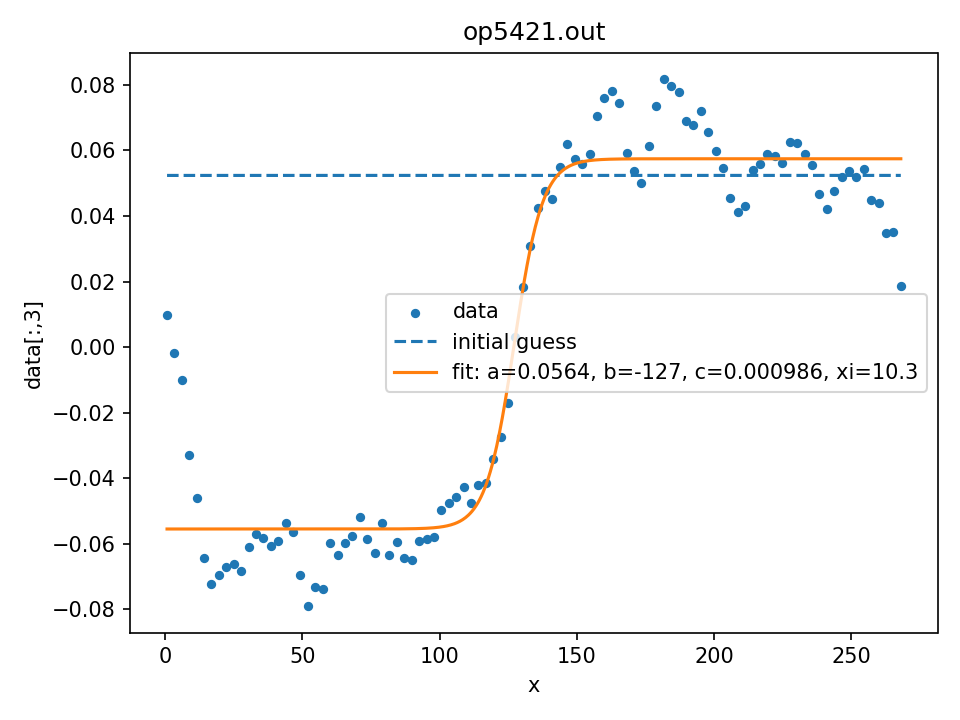 op5421.out
0.08
0.06
0.04
0.02
0.00
−0.02
−0.04
−0.06
−0.08
data[:,3]
data
initial guess
fit: a=0.0564, b=-127, c=0.000986, xi=10.3
0 50 100 150 200 250
x